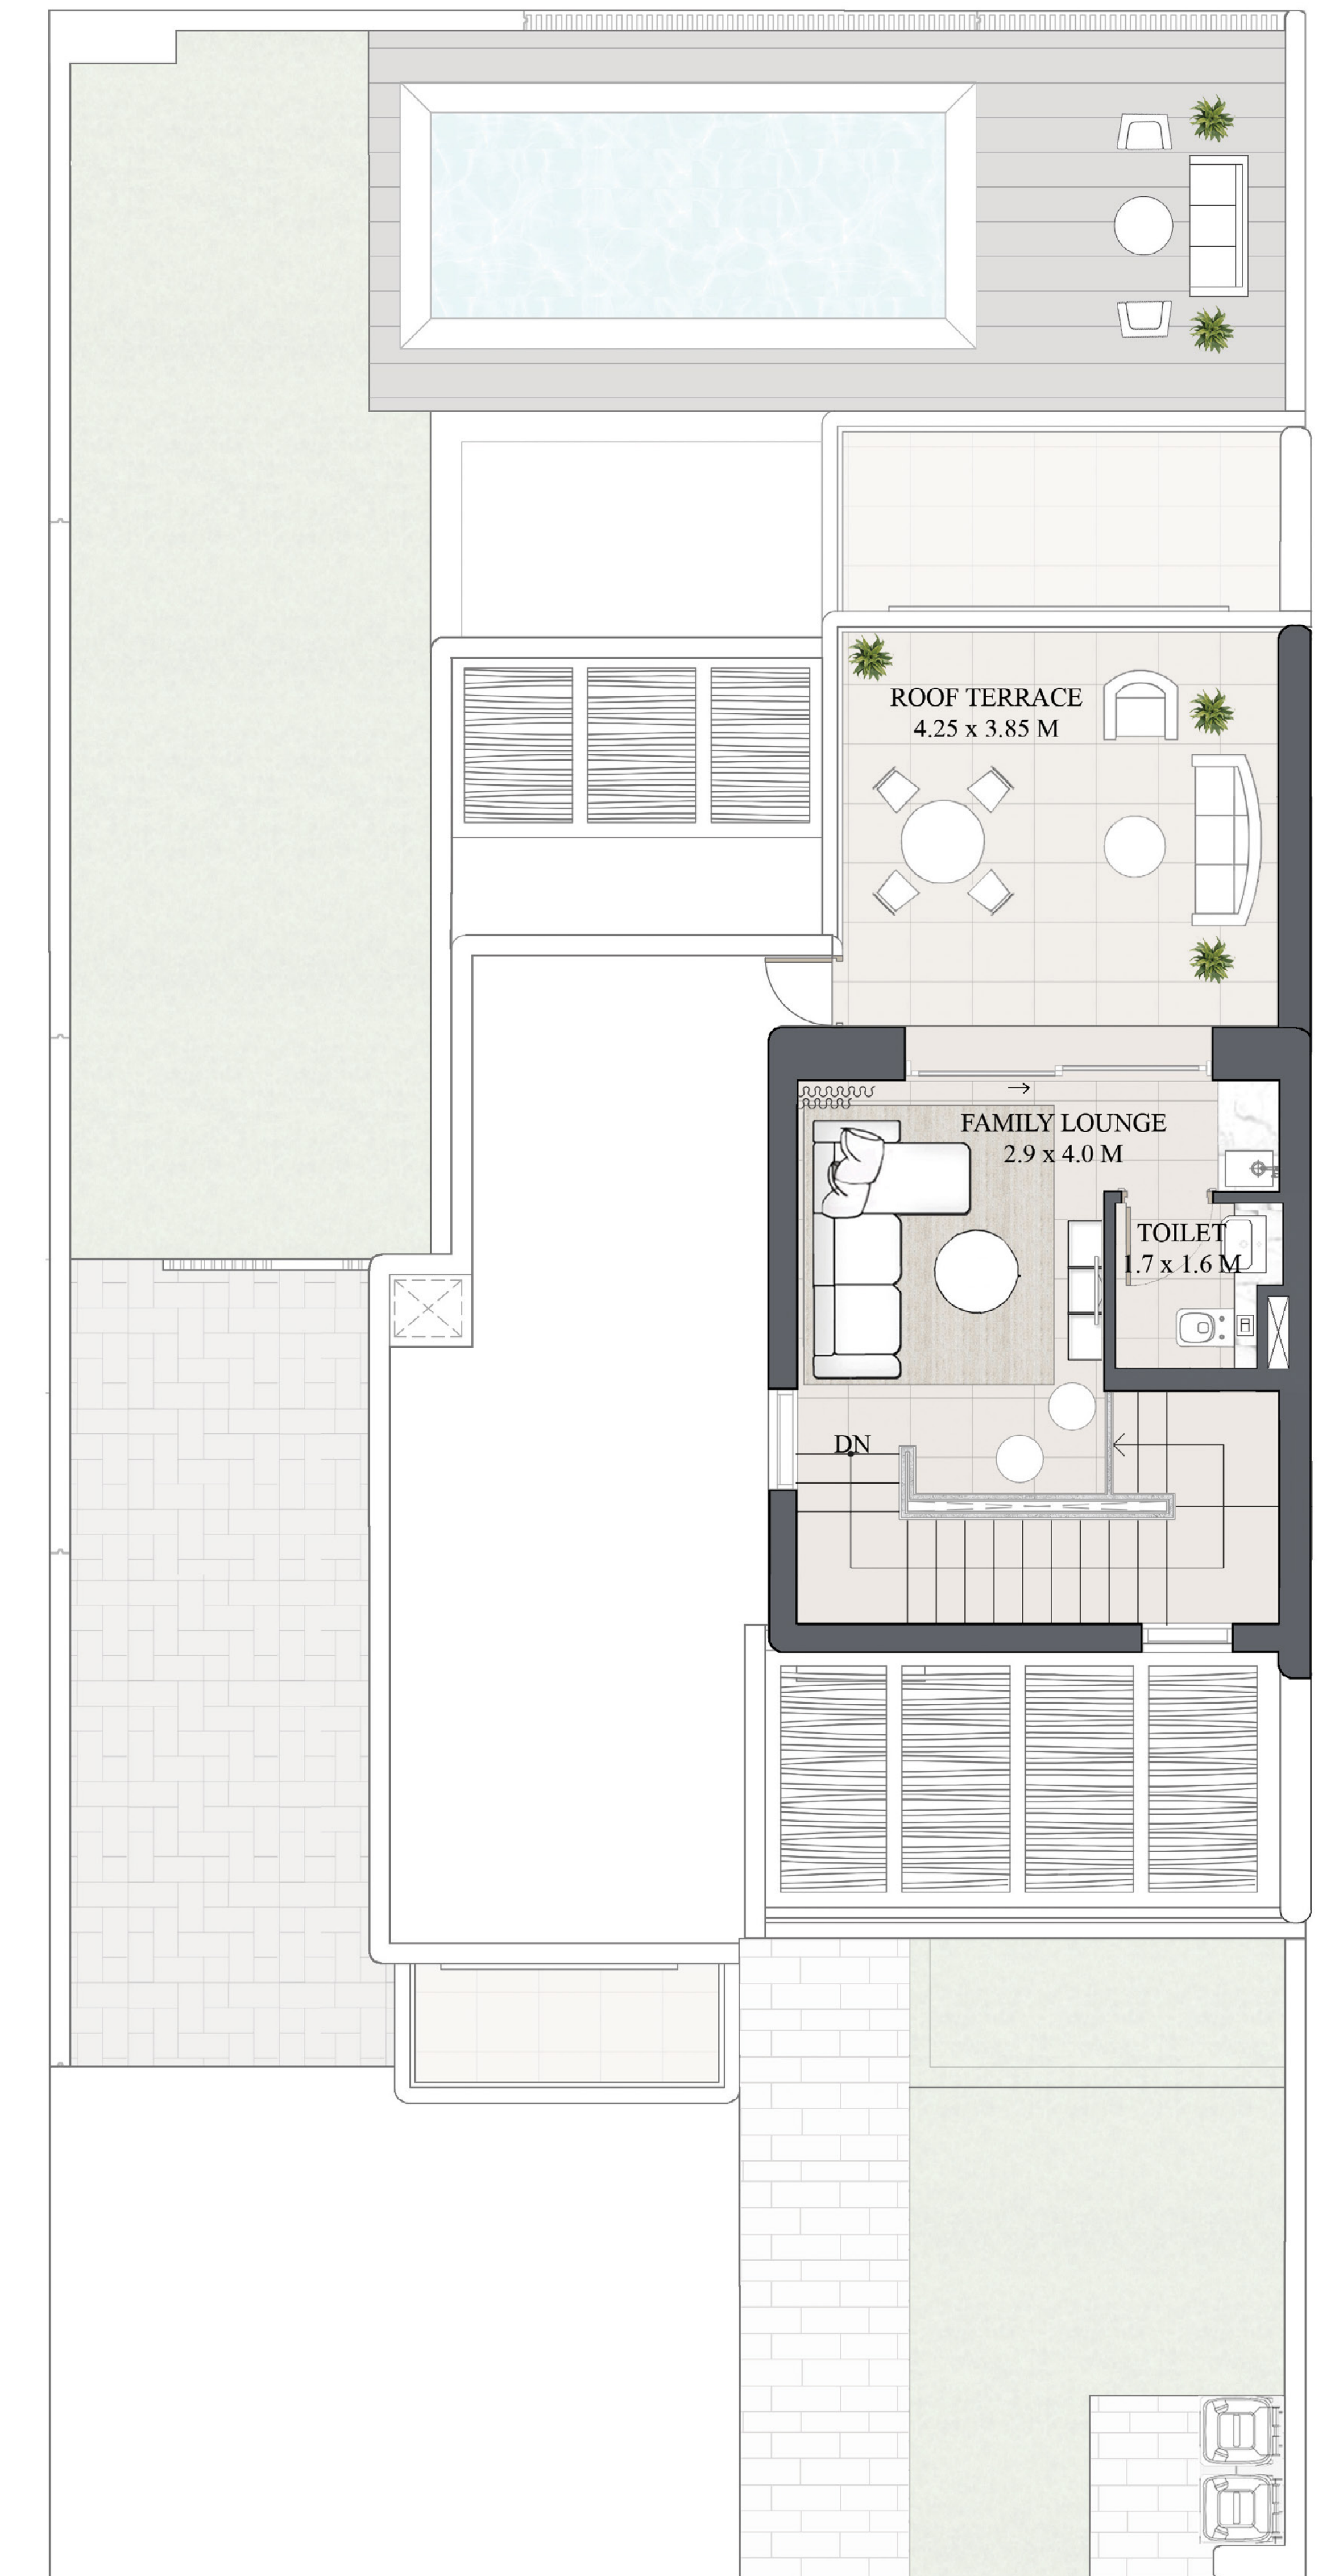 ROOF TERRACE
4.25 x 3.85 M
FAMILY LOUNGE
2.9 x 4.0 M
TOILET
1.7 x 1.6 M
DN